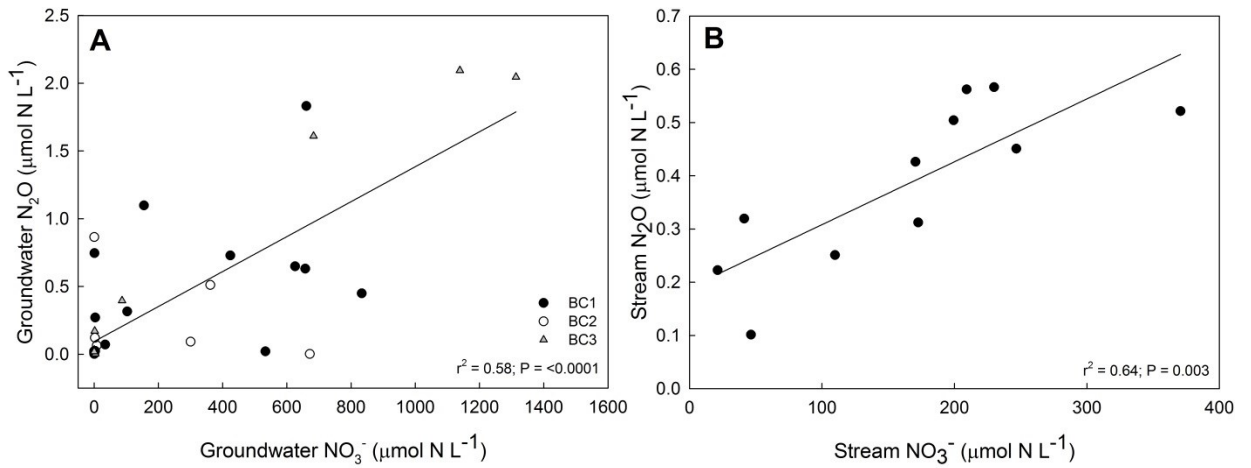 A
Groundwater N₂O (μmol N L⁻¹)
2.5
2.0
1.5
1.0
0.5
0.0
BC1
BC2
BC3
r² = 0.58; P = <0.0001
0 200 400 600 800 1000 1200 1400 1600
Groundwater NO₃⁻ (μmol N L⁻¹)
B
Stream N₂O (μmol N L⁻¹)
0.7
0.6
0.5
0.4
0.3
0.2
0.1
0.0
r² = 0.64; P = 0.003
0 100 200 300 400
Stream NO₃⁻ (μmol N L⁻¹)